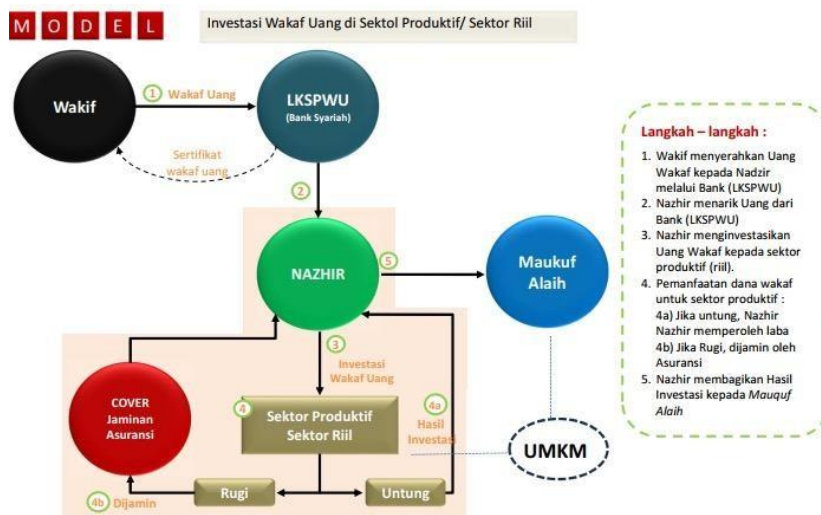 MODEL
Investasi Wakaf Uang di Sektol Produktif/ Sektor Riil
Wakif
1 Wakaf Uang
LKSPWU
(Bank Syariah)
Sertifikat
wakaf uang
2
NAZHIR
5
Maukuf
Alaih
3
Investasi
Wakaf Uang
COVER
Jaminan
Asuransi
4
Sektor Produktif
Sektor Riil
4a
Hasil
Investasi
UMKM
4b Dijamin
Rugi
Untung
Langkah – langkah :
1. Wakif menyerahkan Uang
Wakaf kepada Nadzir
melalui Bank (LKSPWU)
2. Nazhir menarik Uang dari
Bank (LKSPWU)
3. Nazhir menginvestasikan
Uang Wakaf kepada sektor
produktif (riil).
4. Pemanfaatan dana wakaf
untuk sektor produktif :
4a) Jika untung, Nazhir
Nazhir memperoleh laba
4b) Jika Rugi, dijamin oleh
Asuransi
5. Nazhir membagikan Hasil
Investasi kepada Mauquf
Alaih